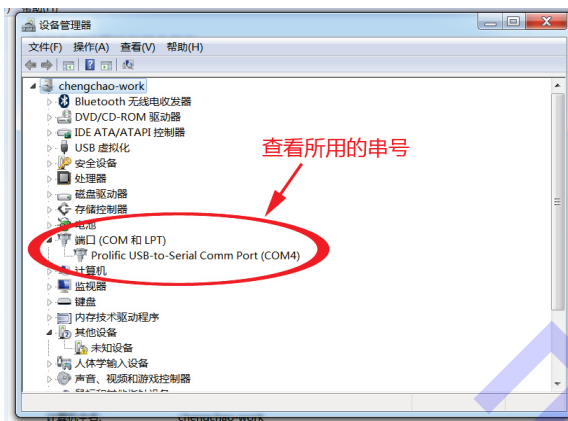 设备管理器
文件(F) 操作(A) 查看(V) 帮助(H)
chengchao-work
Bluetooth 无线电收发器
DVD/CD-ROM 驱动器
IDE ATA/ATAPI 控制器
USB 虚拟化
查看所用的串号
安全设备
处理器
磁盘驱动器
存储控制器
电池
端口 (COM 和 LPT)
Prolific USB-to-Serial Comm Port (COM4)
计算机
监视器
键盘
内存技术驱动程序
其他设备
未知设备
人体学输入设备
声音、视频和游戏控制器